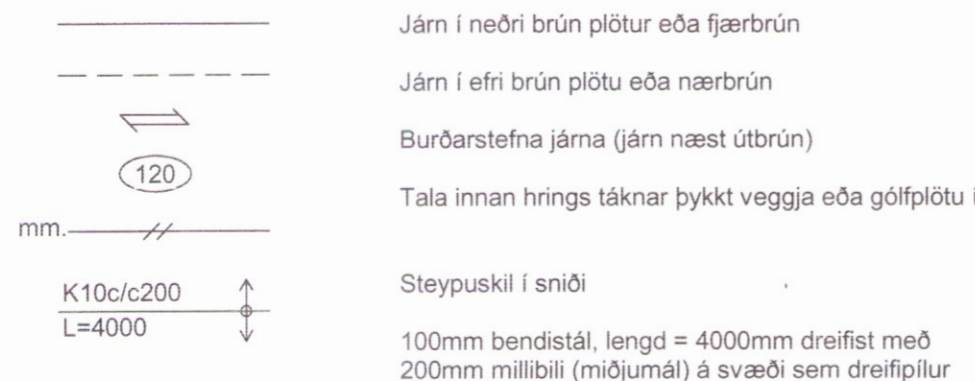 Járn í neðri brún plötur eða fjærbrún
Járn í efri brún plötu eða nærbrún
Burðarstefna járna (járn næst útbrún)
120
Tala innan hrings táknar þykkt veggja eða gólfplötu i
mm.
Steypuskil í sniði
K10c/c200
L=4000
100mm bendistál, lengd = 4000mm dreifist með
200mm millibili (miðjumál) á svæði sem dreifipílur